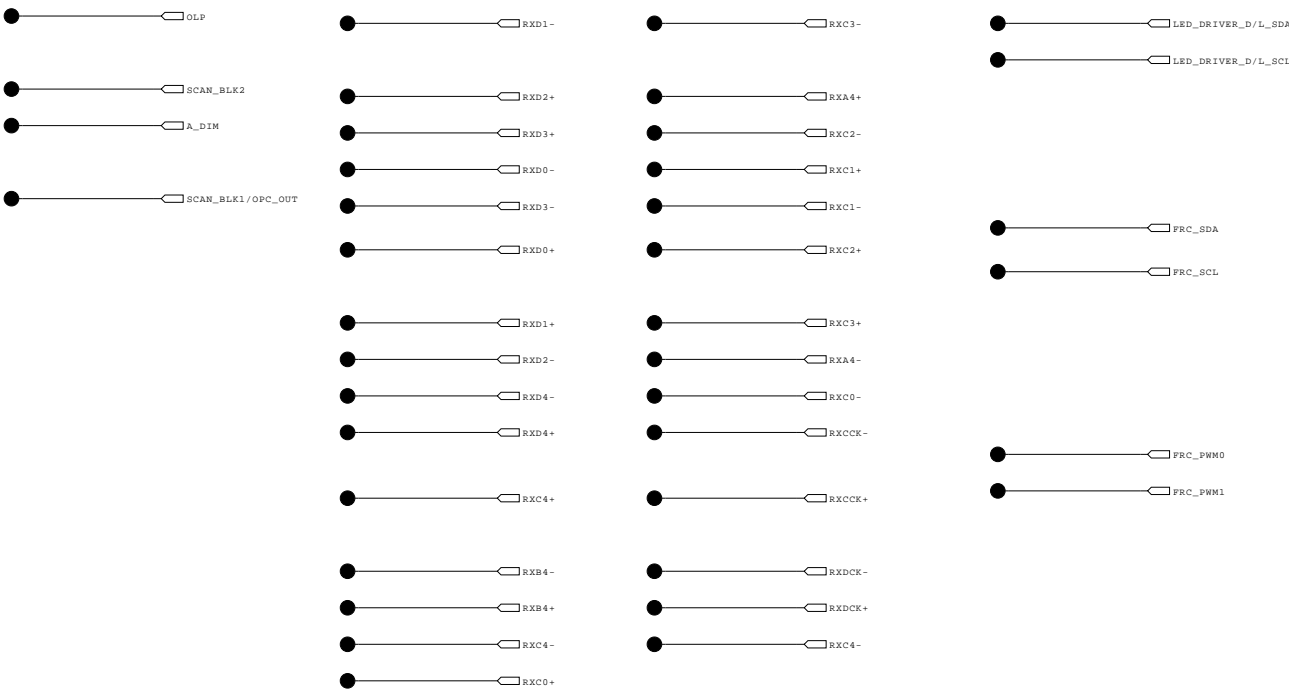 OLP
SCAN_BLK2
A_DIM
SCAN_BLK1/OPC_OUT
RXD1-
RXD2+
RXD3+
RXD0-
RXD3-
RXD0+
RXD1+
RXD2-
RXD4-
RXD4+
RXC4+
RXB4-
RXB4+
RXC4-
RXC0+
RXC3-
RXA4+
RXC2-
RXC1+
RXC1-
RXC2+
RXC3+
RXA4-
RXC0-
RXCCK-
RXCCK+
RXDCK-
RXDCK+
RXC4-
LED_DRIVER_D/L_SDA
LED_DRIVER_D/L_SCL
FRC_SDA
FRC_SCL
FRC_PWM0
FRC_PWM1